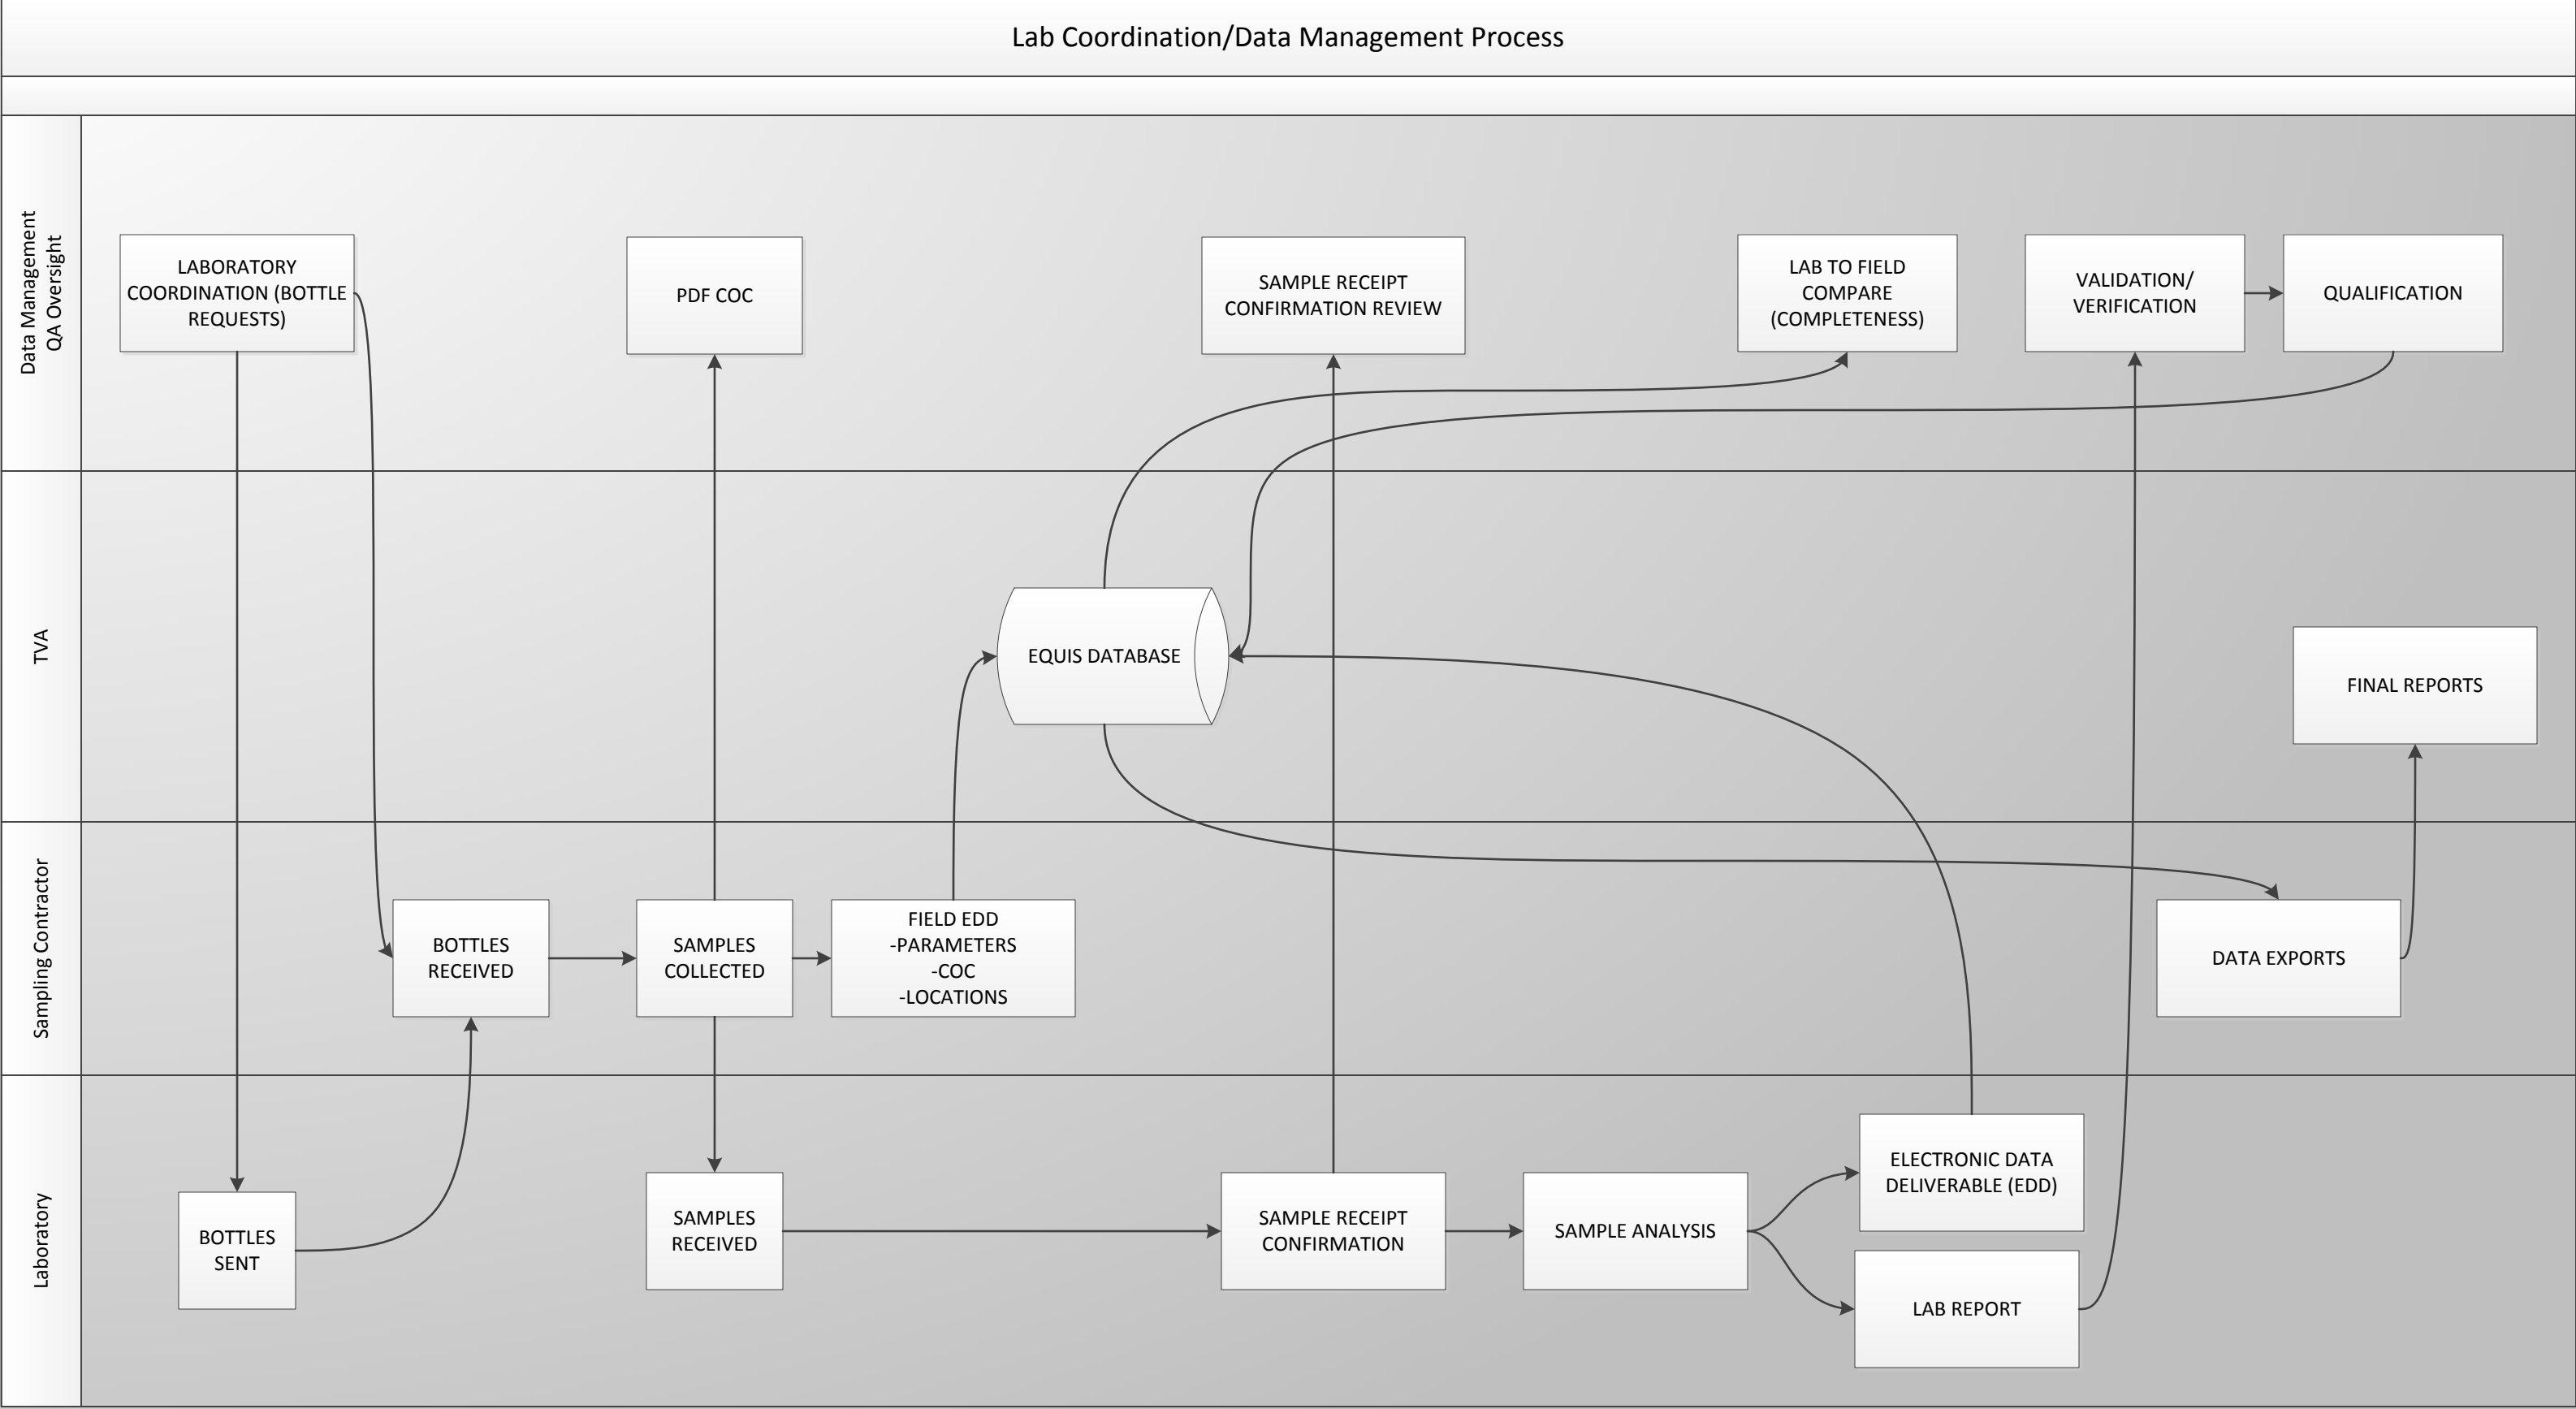 Lab Coordination/Data Management Process
Data Management
QA Oversight
LABORATORY
COORDINATION (BOTTLE
REQUESTS)
PDF COC
SAMPLE RECEIPT
CONFIRMATION REVIEW
LAB TO FIELD
COMPARE
(COMPLETENESS)
VALIDATION/
VERIFICATION
QUALIFICATION
TVA
EQUIS DATABASE
FINAL REPORTS
Sampling Contractor
BOTTLES
RECEIVED
SAMPLES
COLLECTED
FIELD EDD
-PARAMETERS
-COC
-LOCATIONS
DATA EXPORTS
Laboratory
BOTTLES
SENT
SAMPLES
RECEIVED
SAMPLE RECEIPT
CONFIRMATION
SAMPLE ANALYSIS
ELECTRONIC DATA
DELIVERABLE (EDD)
LAB REPORT